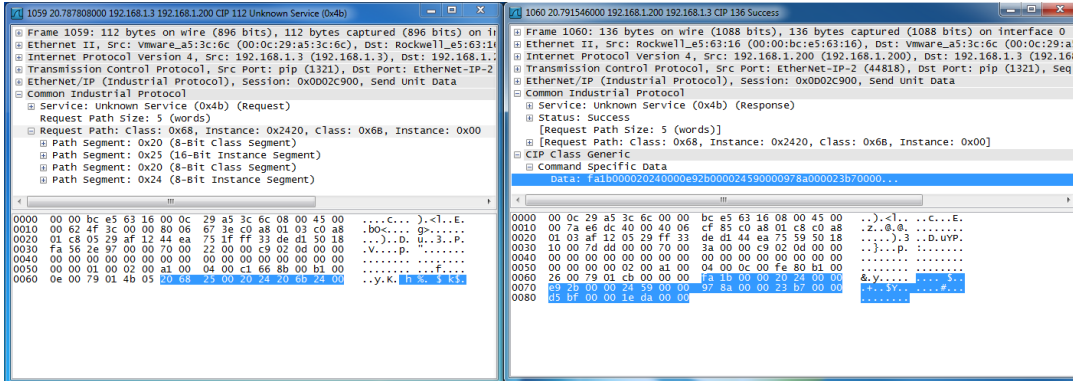 1059 20.787808000 192.168.1.3 192.168.1.200 CIP 112 Unknown Service (0x4b)
Frame 1059: 112 bytes on wire (896 bits), 112 bytes captured (896 bits) on in
Ethernet II, Src: Vmware_a5:3c:6c (00:0c:29:a5:3c:6c), Dst: Rockwell_e5:63:1
Internet Protocol Version 4, Src: 192.168.1.3 (192.168.1.3), Dst: 192.168.1.
Transmission Control Protocol, Src Port: pip (1321), Dst Port: EtherNet-IP-2
EtherNet/IP (Industrial Protocol), Session: 0x0D02C900, Send Unit Data
Common Industrial Protocol
Service: Unknown Service (0x4b) (Request)
Request Path Size: 5 (words)
Request Path: Class: 0x68, Instance: 0x2420, Class: 0x6B, Instance: 0x00
Path Segment: 0x20 (8-Bit Class Segment)
Path Segment: 0x25 (16-Bit Instance Segment)
Path Segment: 0x20 (8-Bit Class Segment)
Path Segment: 0x24 (8-Bit Instance Segment)
0000 00 00 bc e5 63 16 00 0c 29 a5 3c 6c 08 00 45 00 ....c... ).<l..E.
0010 00 62 4f 3c 00 00 80 06 67 3e c0 a8 01 03 c0 a8 .bo<.... g>......
0020 01 c8 05 29 af 12 44 ea 75 1f ff 33 de d1 50 18 ...)..D. u..3..P.
0030 fa 56 2e 97 00 00 70 00 22 00 00 c9 02 0d 00 00 .V....p. ".......
0040 00 00 00 00 00 00 00 00 00 00 00 00 00 00 00 00 ........ ........
0050 00 00 01 00 02 00 a1 00 04 00 c1 66 8b 00 b1 00 ........ ...f....
0060 0e 00 79 01 4b 05 20 68 25 00 20 24 20 6b 24 00 ..y.K. h %. $ k$.
1060 20.791546000 192.168.1.200 192.168.1.3 CIP 136 Success
Frame 1060: 136 bytes on wire (1088 bits), 136 bytes captured (1088 bits) on interface 0
Ethernet II, Src: Rockwell_e5:63:16 (00:00:bc:e5:63:16), Dst: Vmware_a5:3c:6c (00:0c:29:a
Internet Protocol Version 4, Src: 192.168.1.200 (192.168.1.200), Dst: 192.168.1.3 (192.16
Transmission Control Protocol, Src Port: EtherNet-IP-2 (44818), Dst Port: pip (1321), Seq
EtherNet/IP (Industrial Protocol), Session: 0x0D02C900, Send Unit Data
Common Industrial Protocol
Service: Unknown Service (0x4b) (Response)
Status: Success
[Request Path Size: 5 (words)]
[Request Path: Class: 0x68, Instance: 0x2420, Class: 0x6B, Instance: 0x00]
CIP Class Generic
Command Specific Data
Data: fa1b000020240000e92b000024590000978a000023b70000...
0000 00 0c 29 a5 3c 6c 00 00 bc e5 63 16 08 00 45 00 ..).<l.. ..c...E.
0010 00 7a e6 dc 40 00 40 06 cf 85 c0 a8 01 c8 c0 a8 .z..@.@. ........
0020 01 03 af 12 05 29 ff 33 de d1 44 ea 75 59 50 18 .....).3 ..D.uYP.
0030 10 00 7d dd 00 00 70 00 3a 00 00 c9 02 0d 00 00 ..}...p. :.......
0040 00 00 00 00 00 00 00 00 00 00 00 00 00 00 00 00 ........ ........
0050 00 00 00 00 02 00 a1 00 04 00 0c 00 fe 80 b1 00 ........ ........
0060 26 00 79 01 cb 00 00 00 fa 1b 00 00 20 24 00 00 &.y..... .... $..
0070 e9 2b 00 00 24 59 00 00 97 8a 00 00 23 b7 00 00 .+..$Y.. ....#...
0080 d5 bf 00 00 1e da 00 00 ........